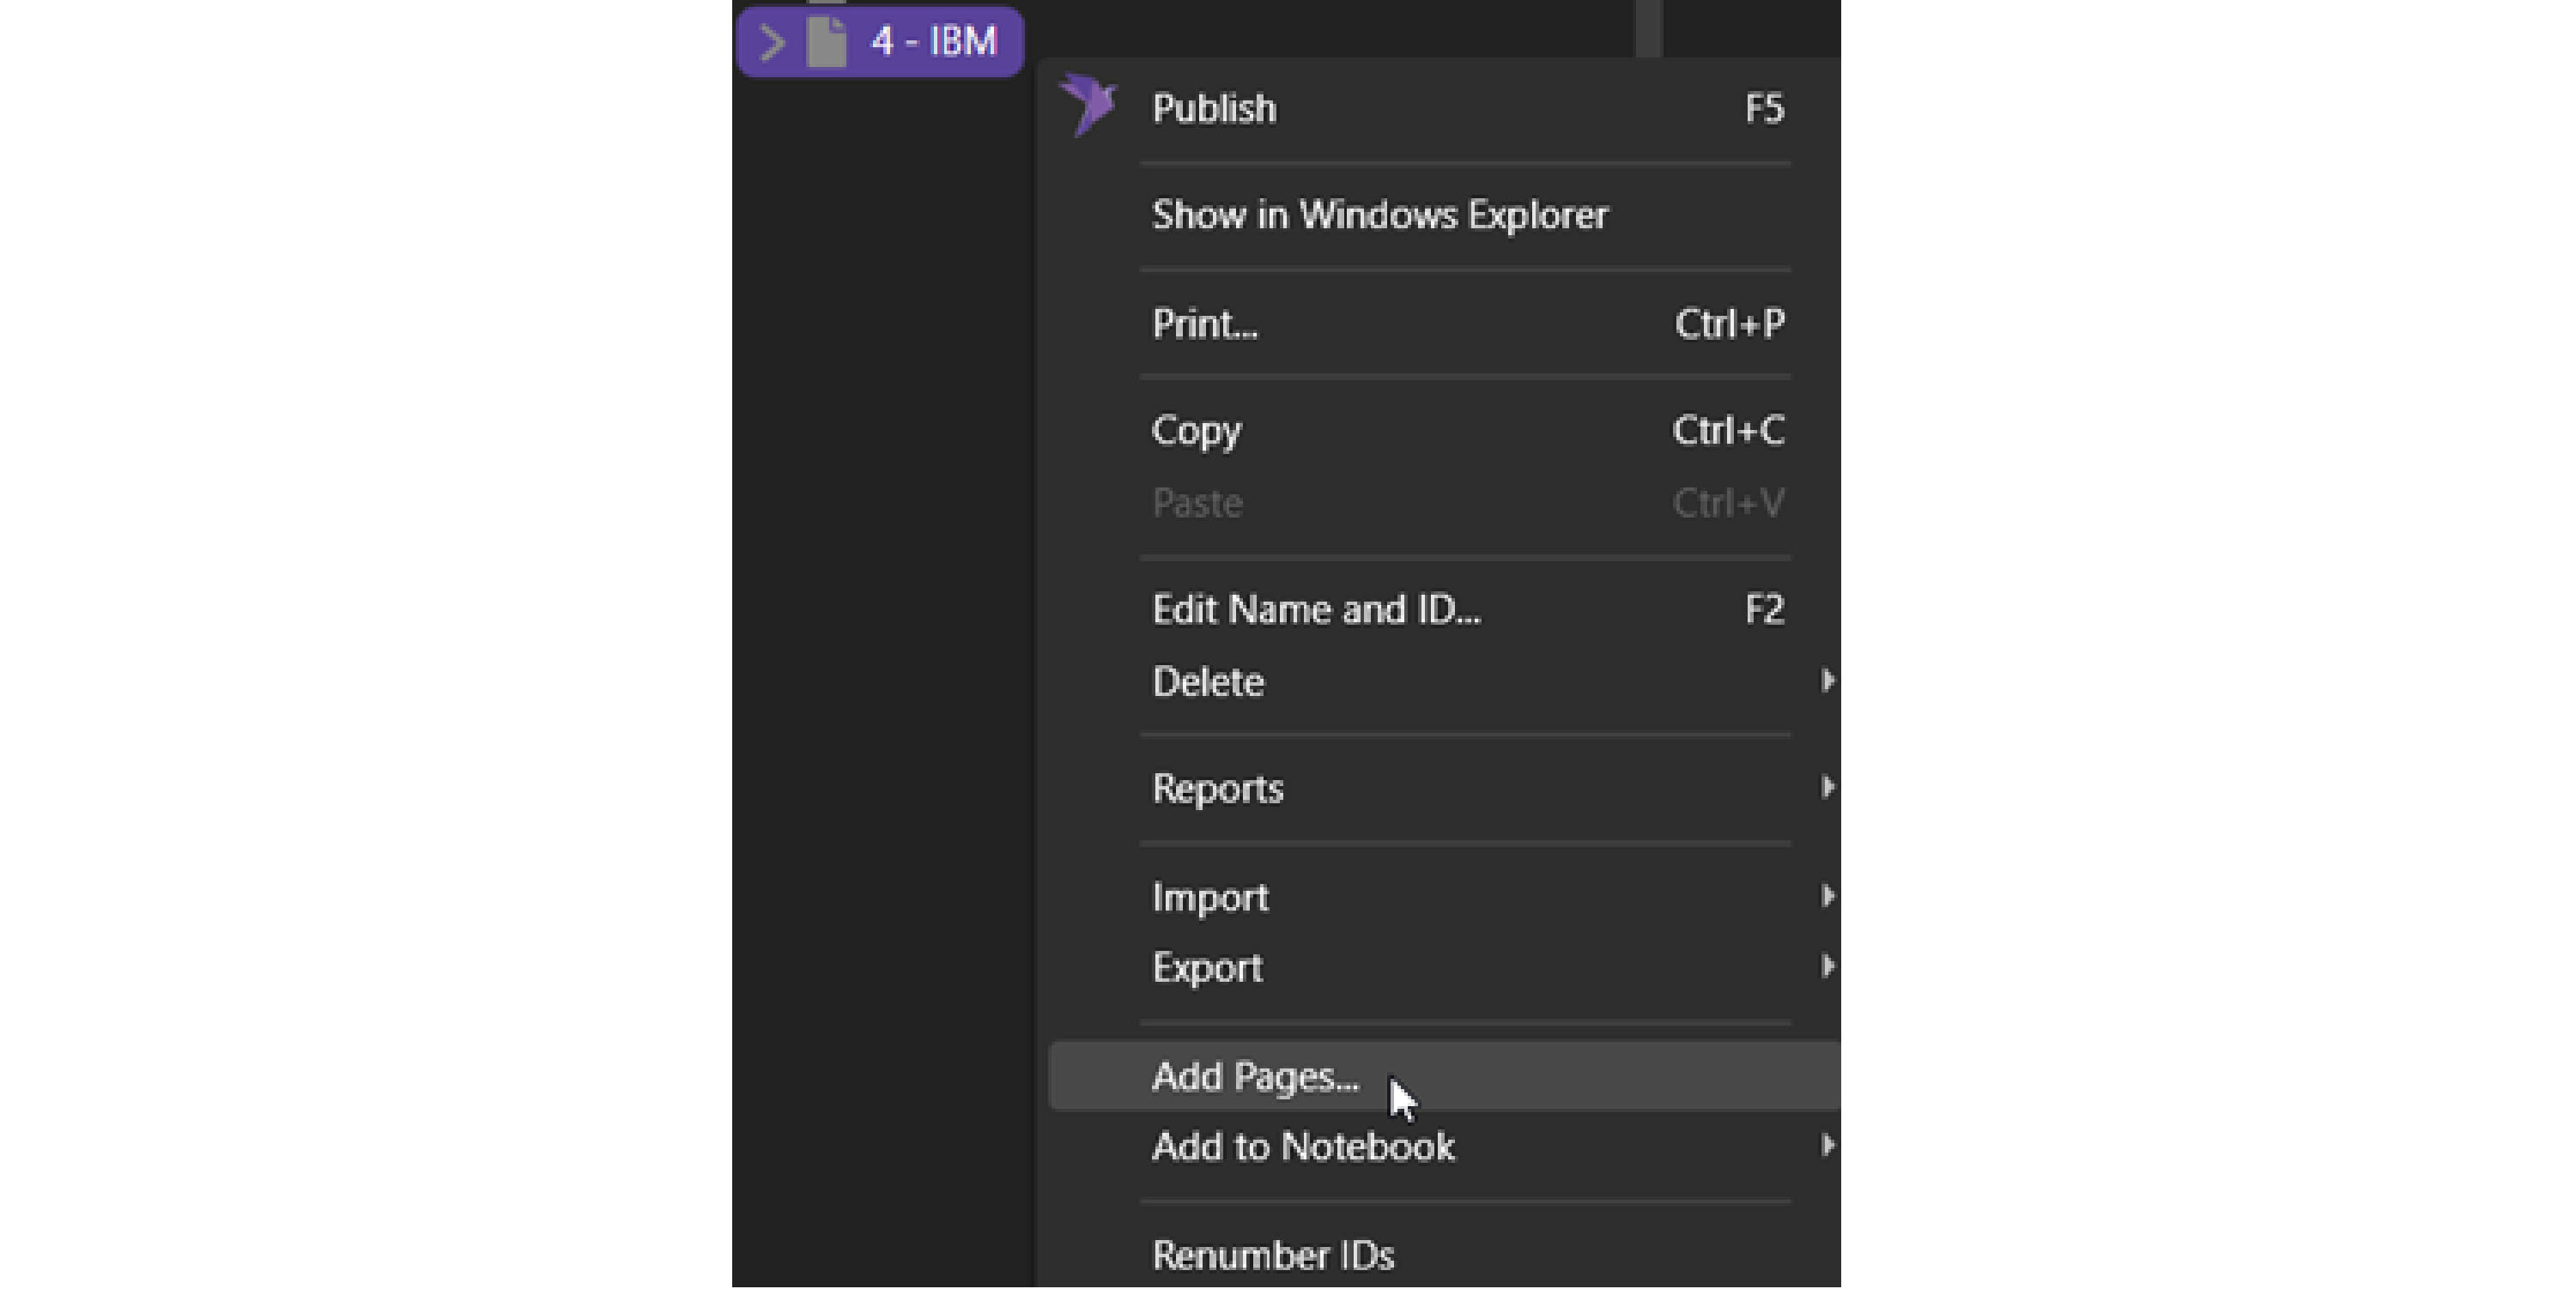 4 - IBM
Publish F5
Show in Windows Explorer
Print... Ctrl+P
Copy Ctrl+C
Paste Ctrl+V
Edit Name and ID... F2
Delete
Reports
Import
Export
Add Pages...
Add to Notebook
Renumber IDs